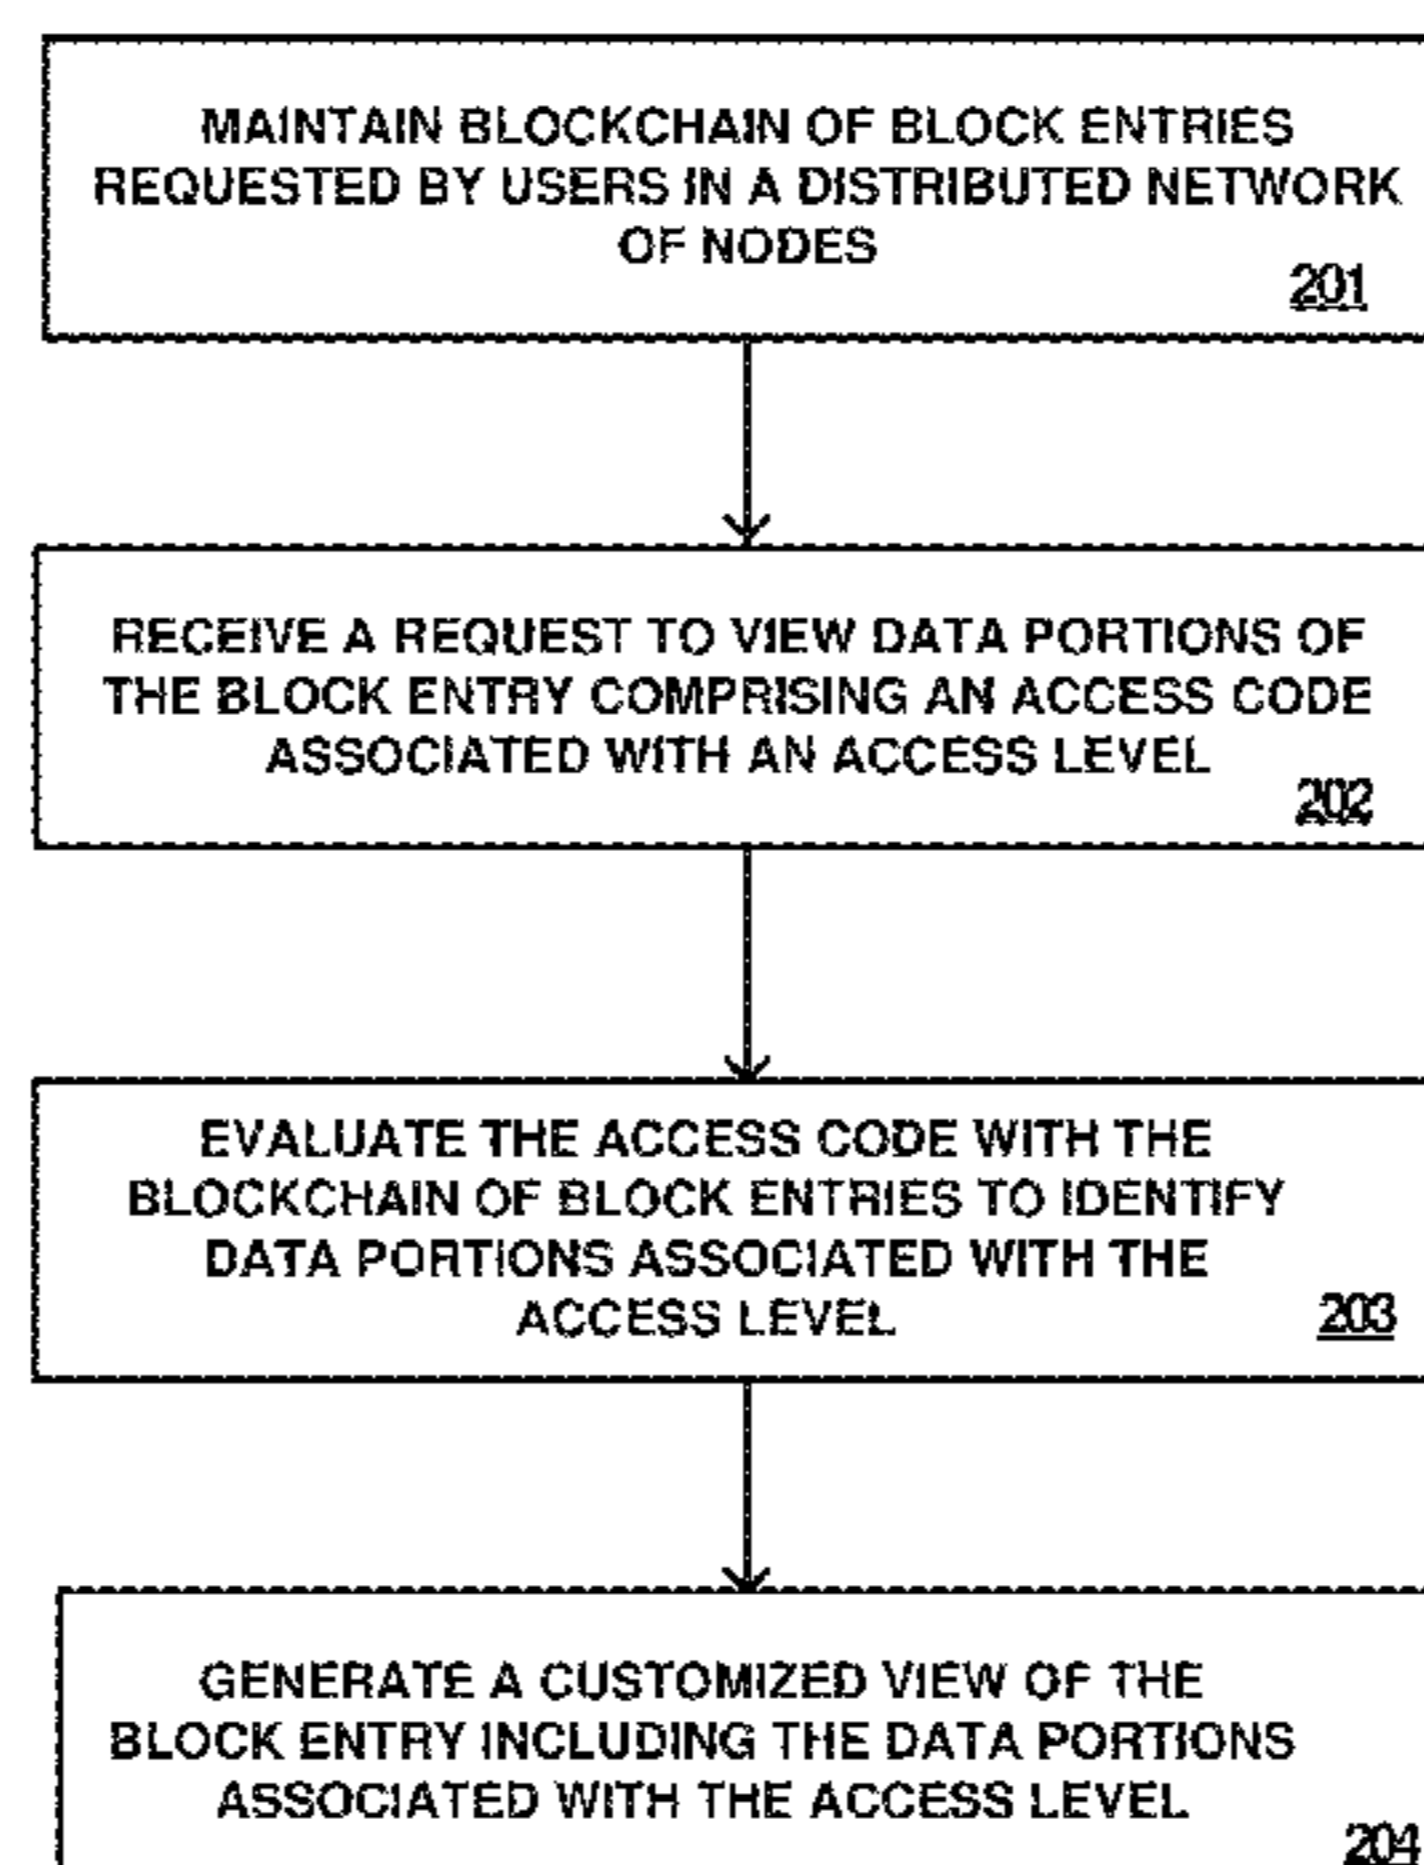 MAINTAIN BLOCKCHAIN OF BLOCK ENTRIES
REQUESTED BY USERS IN A DISTRIBUTED NETWORK
OF NODES
201
RECEIVE A REQUEST TO VIEW DATA PORTIONS OF
THE BLOCK ENTRY COMPRISING AN ACCESS CODE
ASSOCIATED WITH AN ACCESS LEVEL
202
EVALUATE THE ACCESS CODE WITH THE
BLOCKCHAIN OF BLOCK ENTRIES TO IDENTIFY
DATA PORTIONS ASSOCIATED WITH THE
ACCESS LEVEL
203
GENERATE A CUSTOMIZED VIEW OF THE
BLOCK ENTRY INCLUDING THE DATA PORTIONS
ASSOCIATED WITH THE ACCESS LEVEL
204